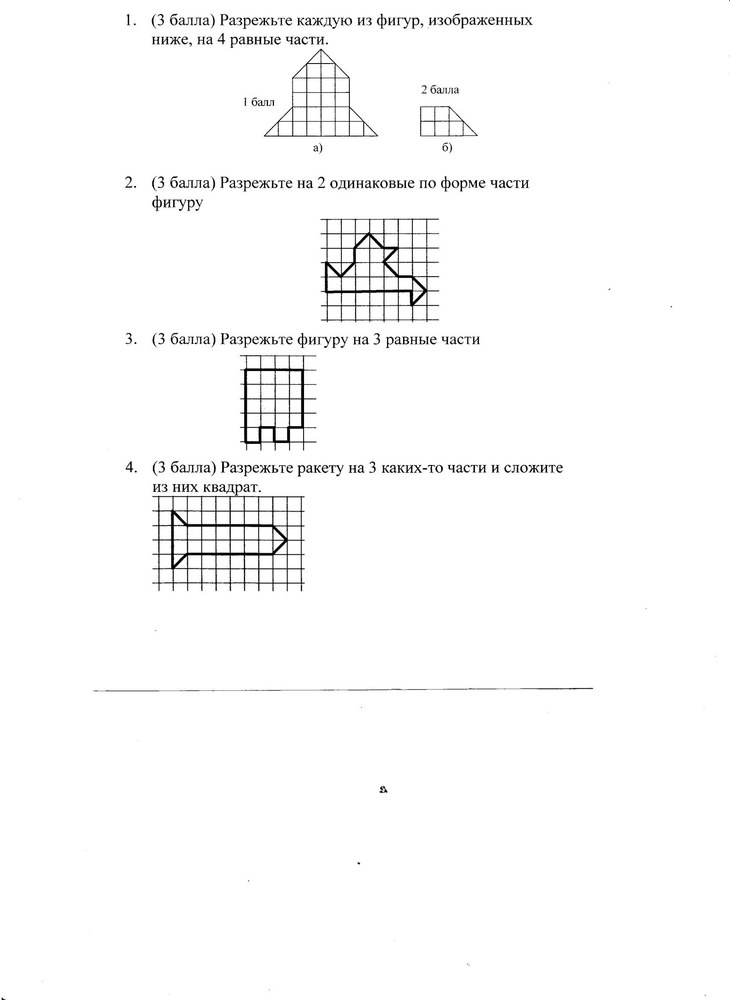 1. (3 балла) Разрежьте каждую из фигур, изображенных
ниже, на 4 равные части.
1 балл
2 балла
а)
б)
2. (3 балла) Разрежьте на 2 одинаковые по форме части
фигуру
3. (3 балла) Разрежьте фигуру на 3 равные части
4. (3 балла) Разрежьте ракету на 3 каких-то части и сложите
из них квадрат.